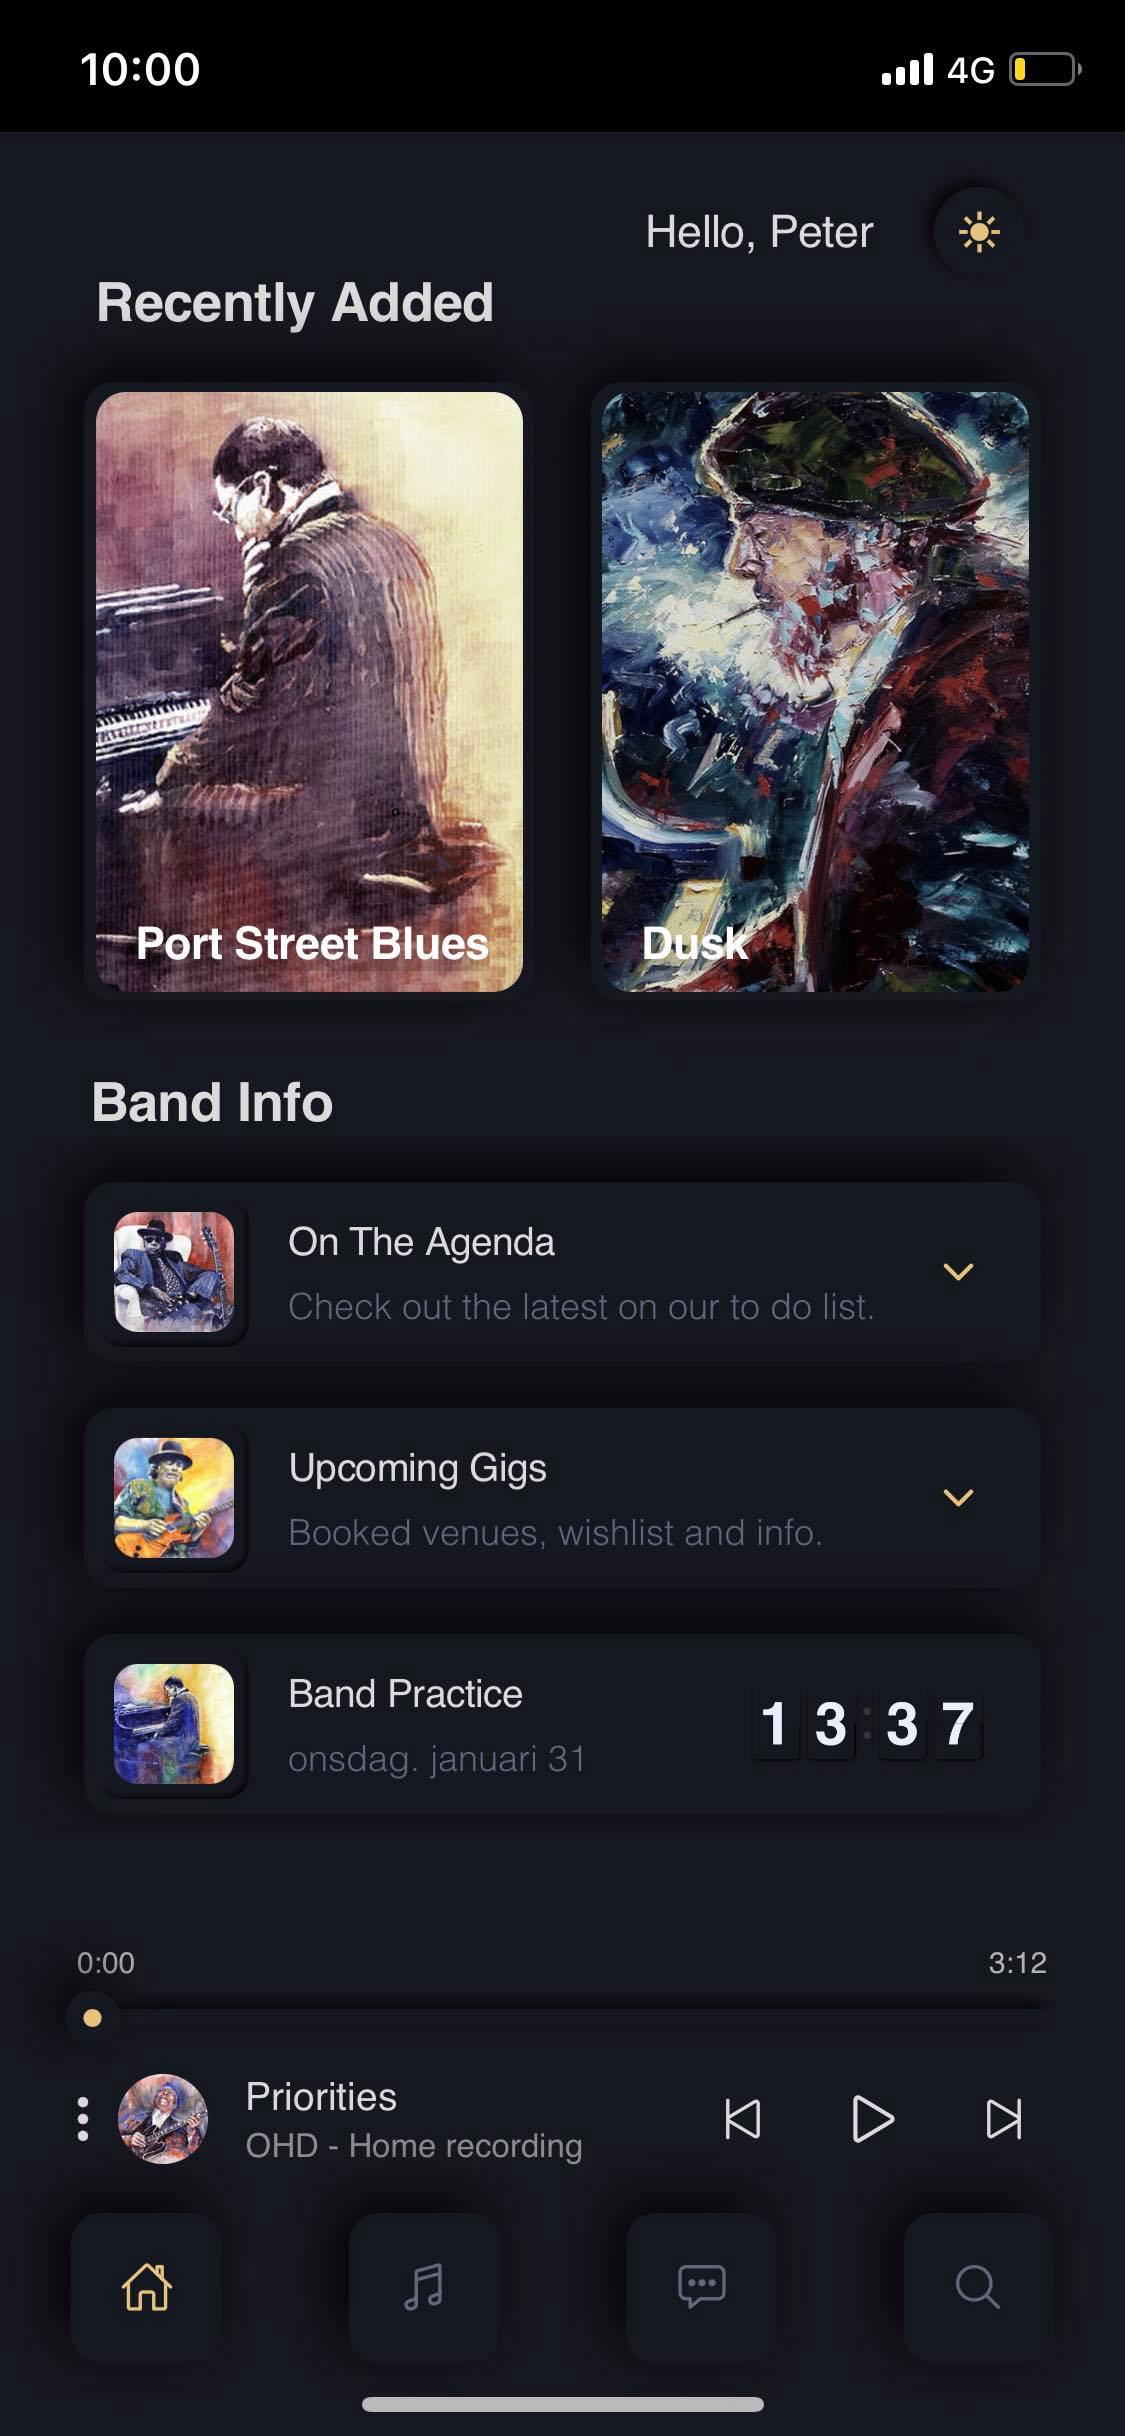 10:00
4G
Hello, Peter
Recently Added
Port Street Blues
Dusk
Band Info
On The Agenda
Check out the latest on our to do list.
Upcoming Gigs
Booked venues, wishlist and info.
Band Practice
onsdag. januari 31
13:37
0:00
3:12
Priorities
OHD - Home recording